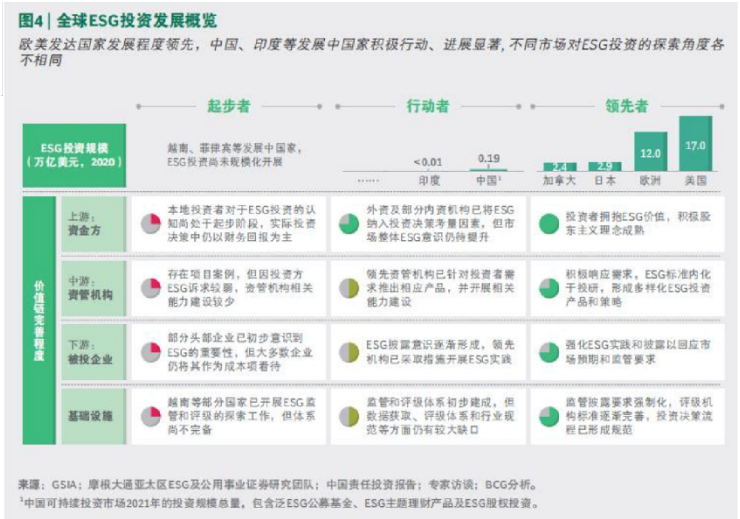 图4 | 全球ESG投资发展概览
欧美发达国家发展程度领先，中国、印度等发展中国家积极行动、进展显著,不同市场对ESG投资的探索角度各
不相同
起步者
行动者
领先者
ESG投资规模
（万亿美元，2020）
越南、菲律宾等发展中国家，
ESG投资尚未规模化开展
……
<0.01
印度
0.19
中国¹
2.4
加拿大
2.9
日本
12.0
欧洲
17.0
美国
价值链完善程度
上游：
资金方
本地投资者对于ESG投资的认
知尚处于起步阶段，实际投资
决策中仍以财务回报为主
外资及部分内资机构已将ESG
纳入投资决策考量因素，但市
场整体ESG意识仍待提升
投资者拥抱ESG价值，积极股
东主义理念成熟
中游：
资管机构
存在项目案例，但因投资方
ESG诉求较弱，资管机构相关
能力建设较少
领先资管机构已针对投资者需
求推出相应产品，并开展相关
能力建设
积极响应需求，ESG标准内化
于投研，形成多样化ESG投资
产品和策略
下游：
被投企业
部分头部企业已初步意识到
ESG的重要性，但大多数企业
仍将其作为成本项看待
ESG披露意识逐渐形成，领先
机构已采取措施开展ESG实践
强化ESG实践和披露以回应市
场预期和监管要求
基础设施
越南等部分国家已开展ESG监
管和评级的探索工作，但体系
尚不完备
监管和评级体系初步建成，但
数据获取、评级体系和行业规
范等方面仍有较大缺口
监管披露要求强制化，评级机
构标准逐渐完善，投资决策流
程已形成规范
来源：GSIA；摩根大通亚太区ESG及公用事业证券研究团队；中国责任投资报告；专家访谈；BCG分析。
¹中国可持续投资市场2021年的投资规模总量，包含泛ESG公募基金、ESG主题理财产品及ESG股权投资。